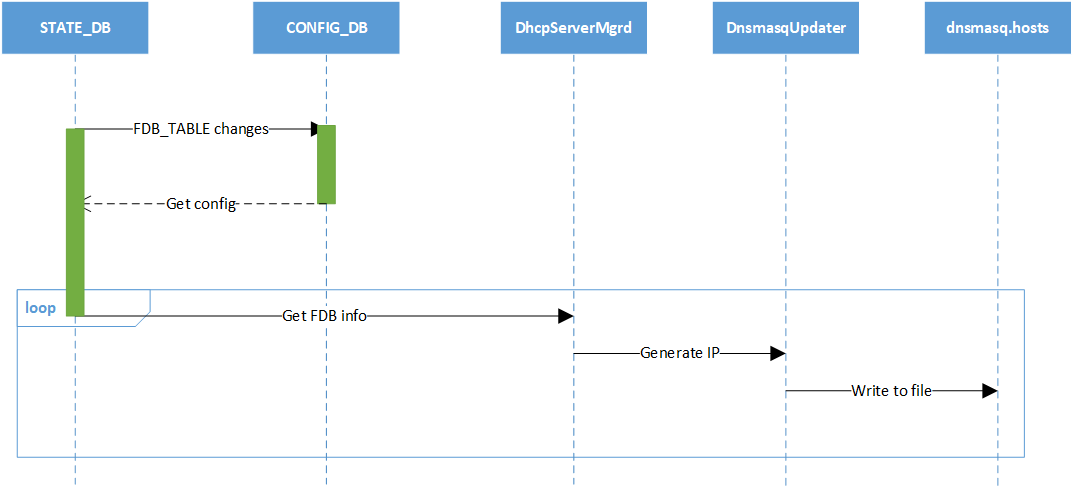 STATE_DB
CONFIG_DB
DhcpServerMgrd
DnsmasqUpdater
dnsmasq.hosts
FDB_TABLE changes
Get config
loop
Get FDB info
Generate IP
Write to file